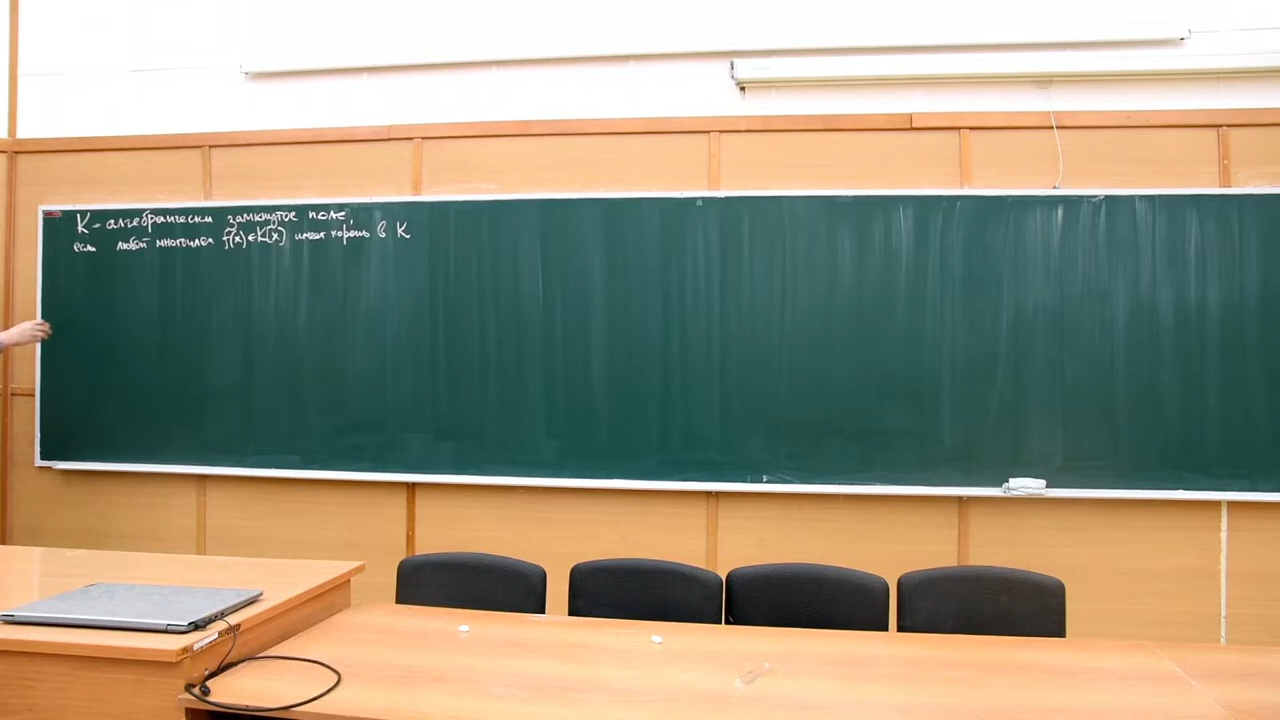 K - алгебраически замкнутое поле,
если любой многочлен f(x)∈K[x] имеет корень в K